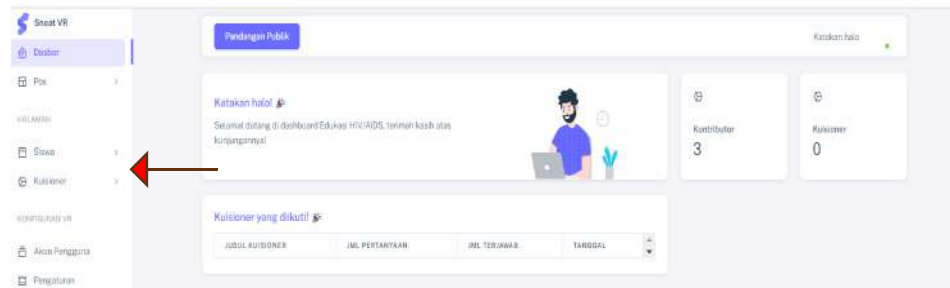 Sneat VR
Dasbor
Pos
HALAMAN
Siswa
Kuisioner
KONFIGURASI VR
Akun Pengguna
Pengaturan
Pandangan Publik
Katakan halo
Katakan halo!
Selamat datang di dashboard Edukasi HIV/AIDS, terimah kasih atas
kunjungannya!
Kontributor
3
Kuisioner
0
Kuisioner yang diikuti!
JUDUL KUISIONER JML PERTANYAAN JML TERJAWAB TANGGAL